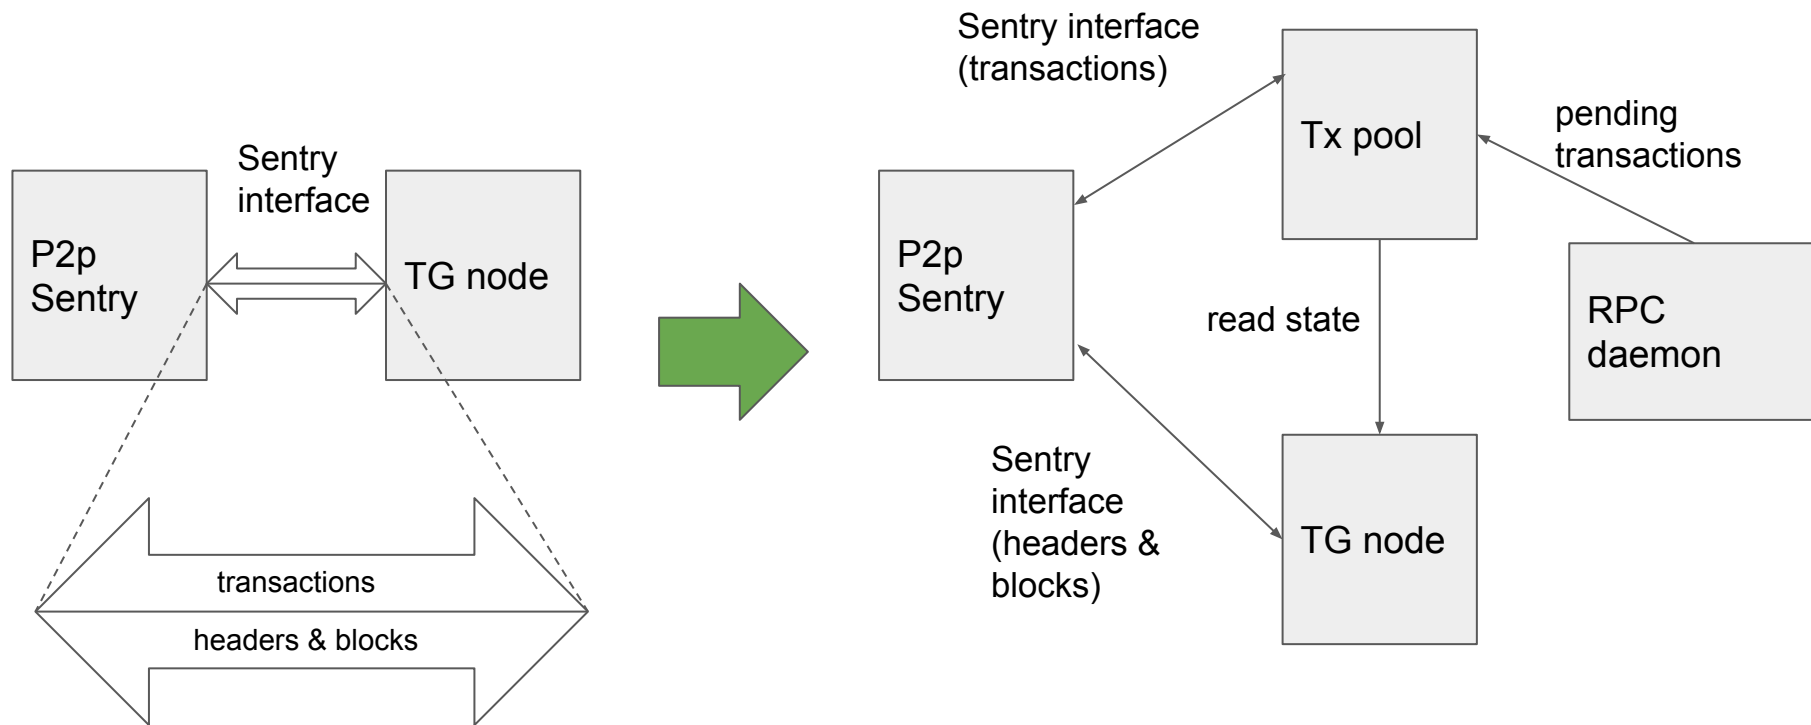 Sentry
interface
P2p
Sentry
TG node
transactions
headers & blocks
Sentry interface
(transactions)
Tx pool
pending
transactions
P2p
Sentry
read state
RPC
daemon
Sentry
interface
(headers &
blocks)
TG node